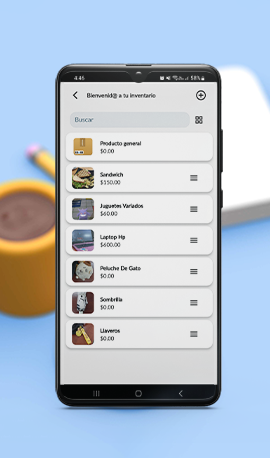 4:45
58%
Bienvenid@ a tu inventario
Buscar
Producto general
$0.00
Sandwich
$150.00
Juguetes Variados
$60.00
Laptop Hp
$600.00
Peluche De Gato
$0.00
Sombrilla
$0.00
Llaveros
$0.00